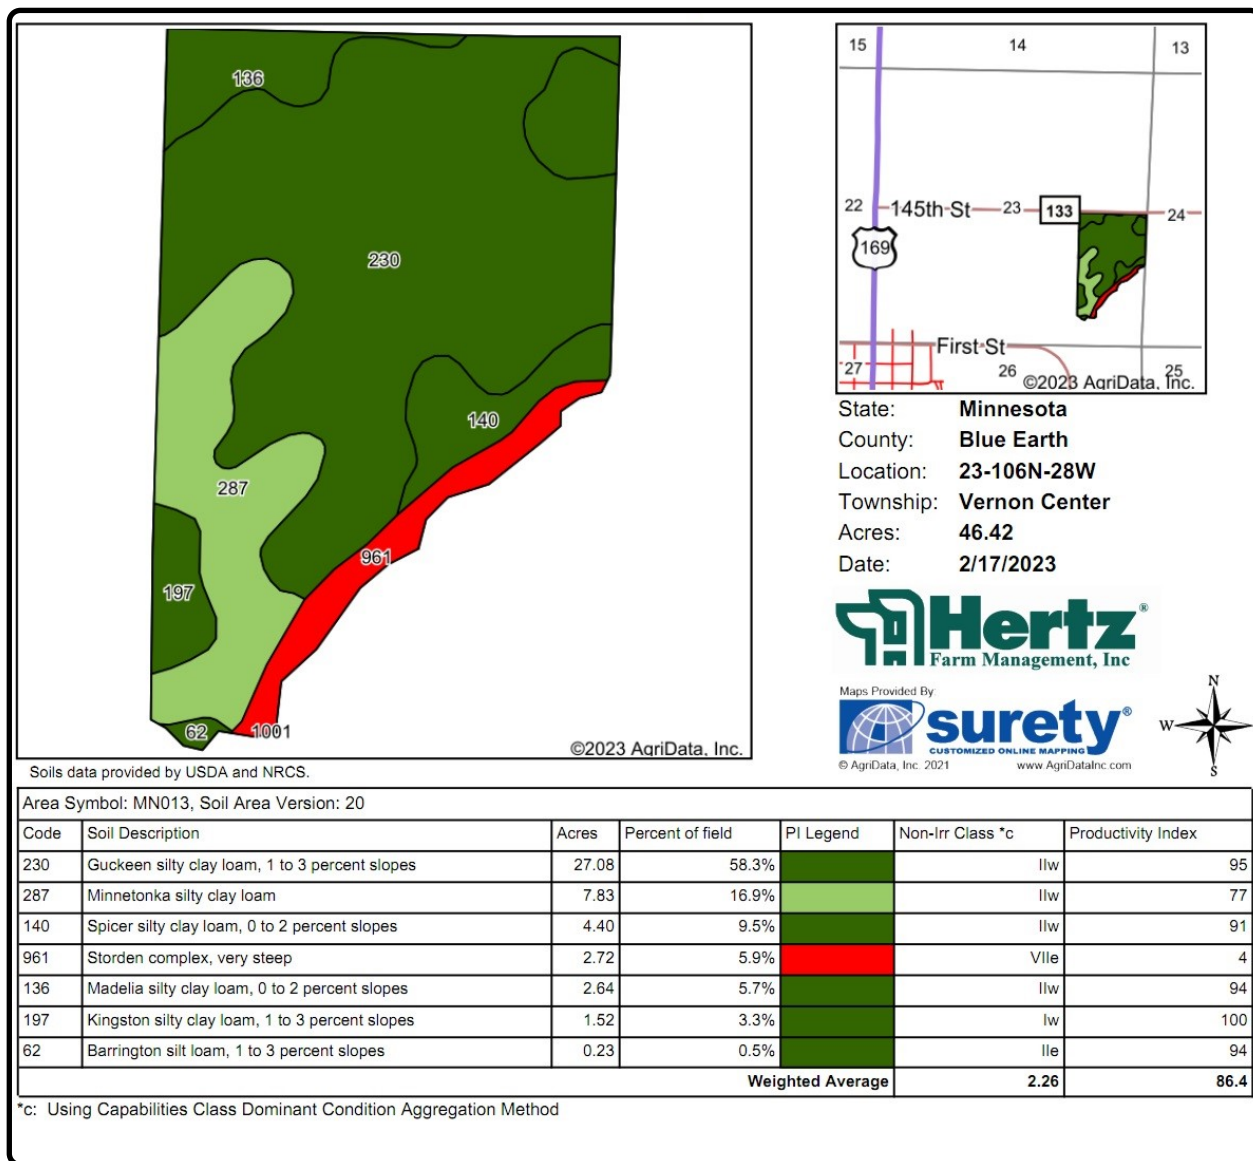 136
230
140
287
961
197
62
1001
©2023 AgriData, Inc.
Soils data provided by USDA and NRCS.
15 14 13
22 145th St 23 133 24
169
First St
27 26 25
©2023 AgriData, Inc.
State: Minnesota
County: Blue Earth
Location: 23-106N-28W
Township: Vernon Center
Acres: 46.42
Date: 2/17/2023
Hertz®
Farm Management, Inc
Maps Provided By:
surety®
CUSTOMIZED ONLINE MAPPING
© AgriData, Inc. 2021 www.AgriDataInc.com
N
W E
S
Area Symbol: MN013, Soil Area Version: 20
Code Soil Description Acres Percent of field PI Legend Non-Irr Class *c Productivity Index
230 Guckeen silty clay loam, 1 to 3 percent slopes 27.08 58.3% IIw 95
287 Minnetonka silty clay loam 7.83 16.9% IIw 77
140 Spicer silty clay loam, 0 to 2 percent slopes 4.40 9.5% IIw 91
961 Storden complex, very steep 2.72 5.9% VIIe 4
136 Madelia silty clay loam, 0 to 2 percent slopes 2.64 5.7% IIw 94
197 Kingston silty clay loam, 1 to 3 percent slopes 1.52 3.3% Iw 100
62 Barrington silt loam, 1 to 3 percent slopes 0.23 0.5% IIe 94
Weighted Average 2.26 86.4
*c: Using Capabilities Class Dominant Condition Aggregation Method